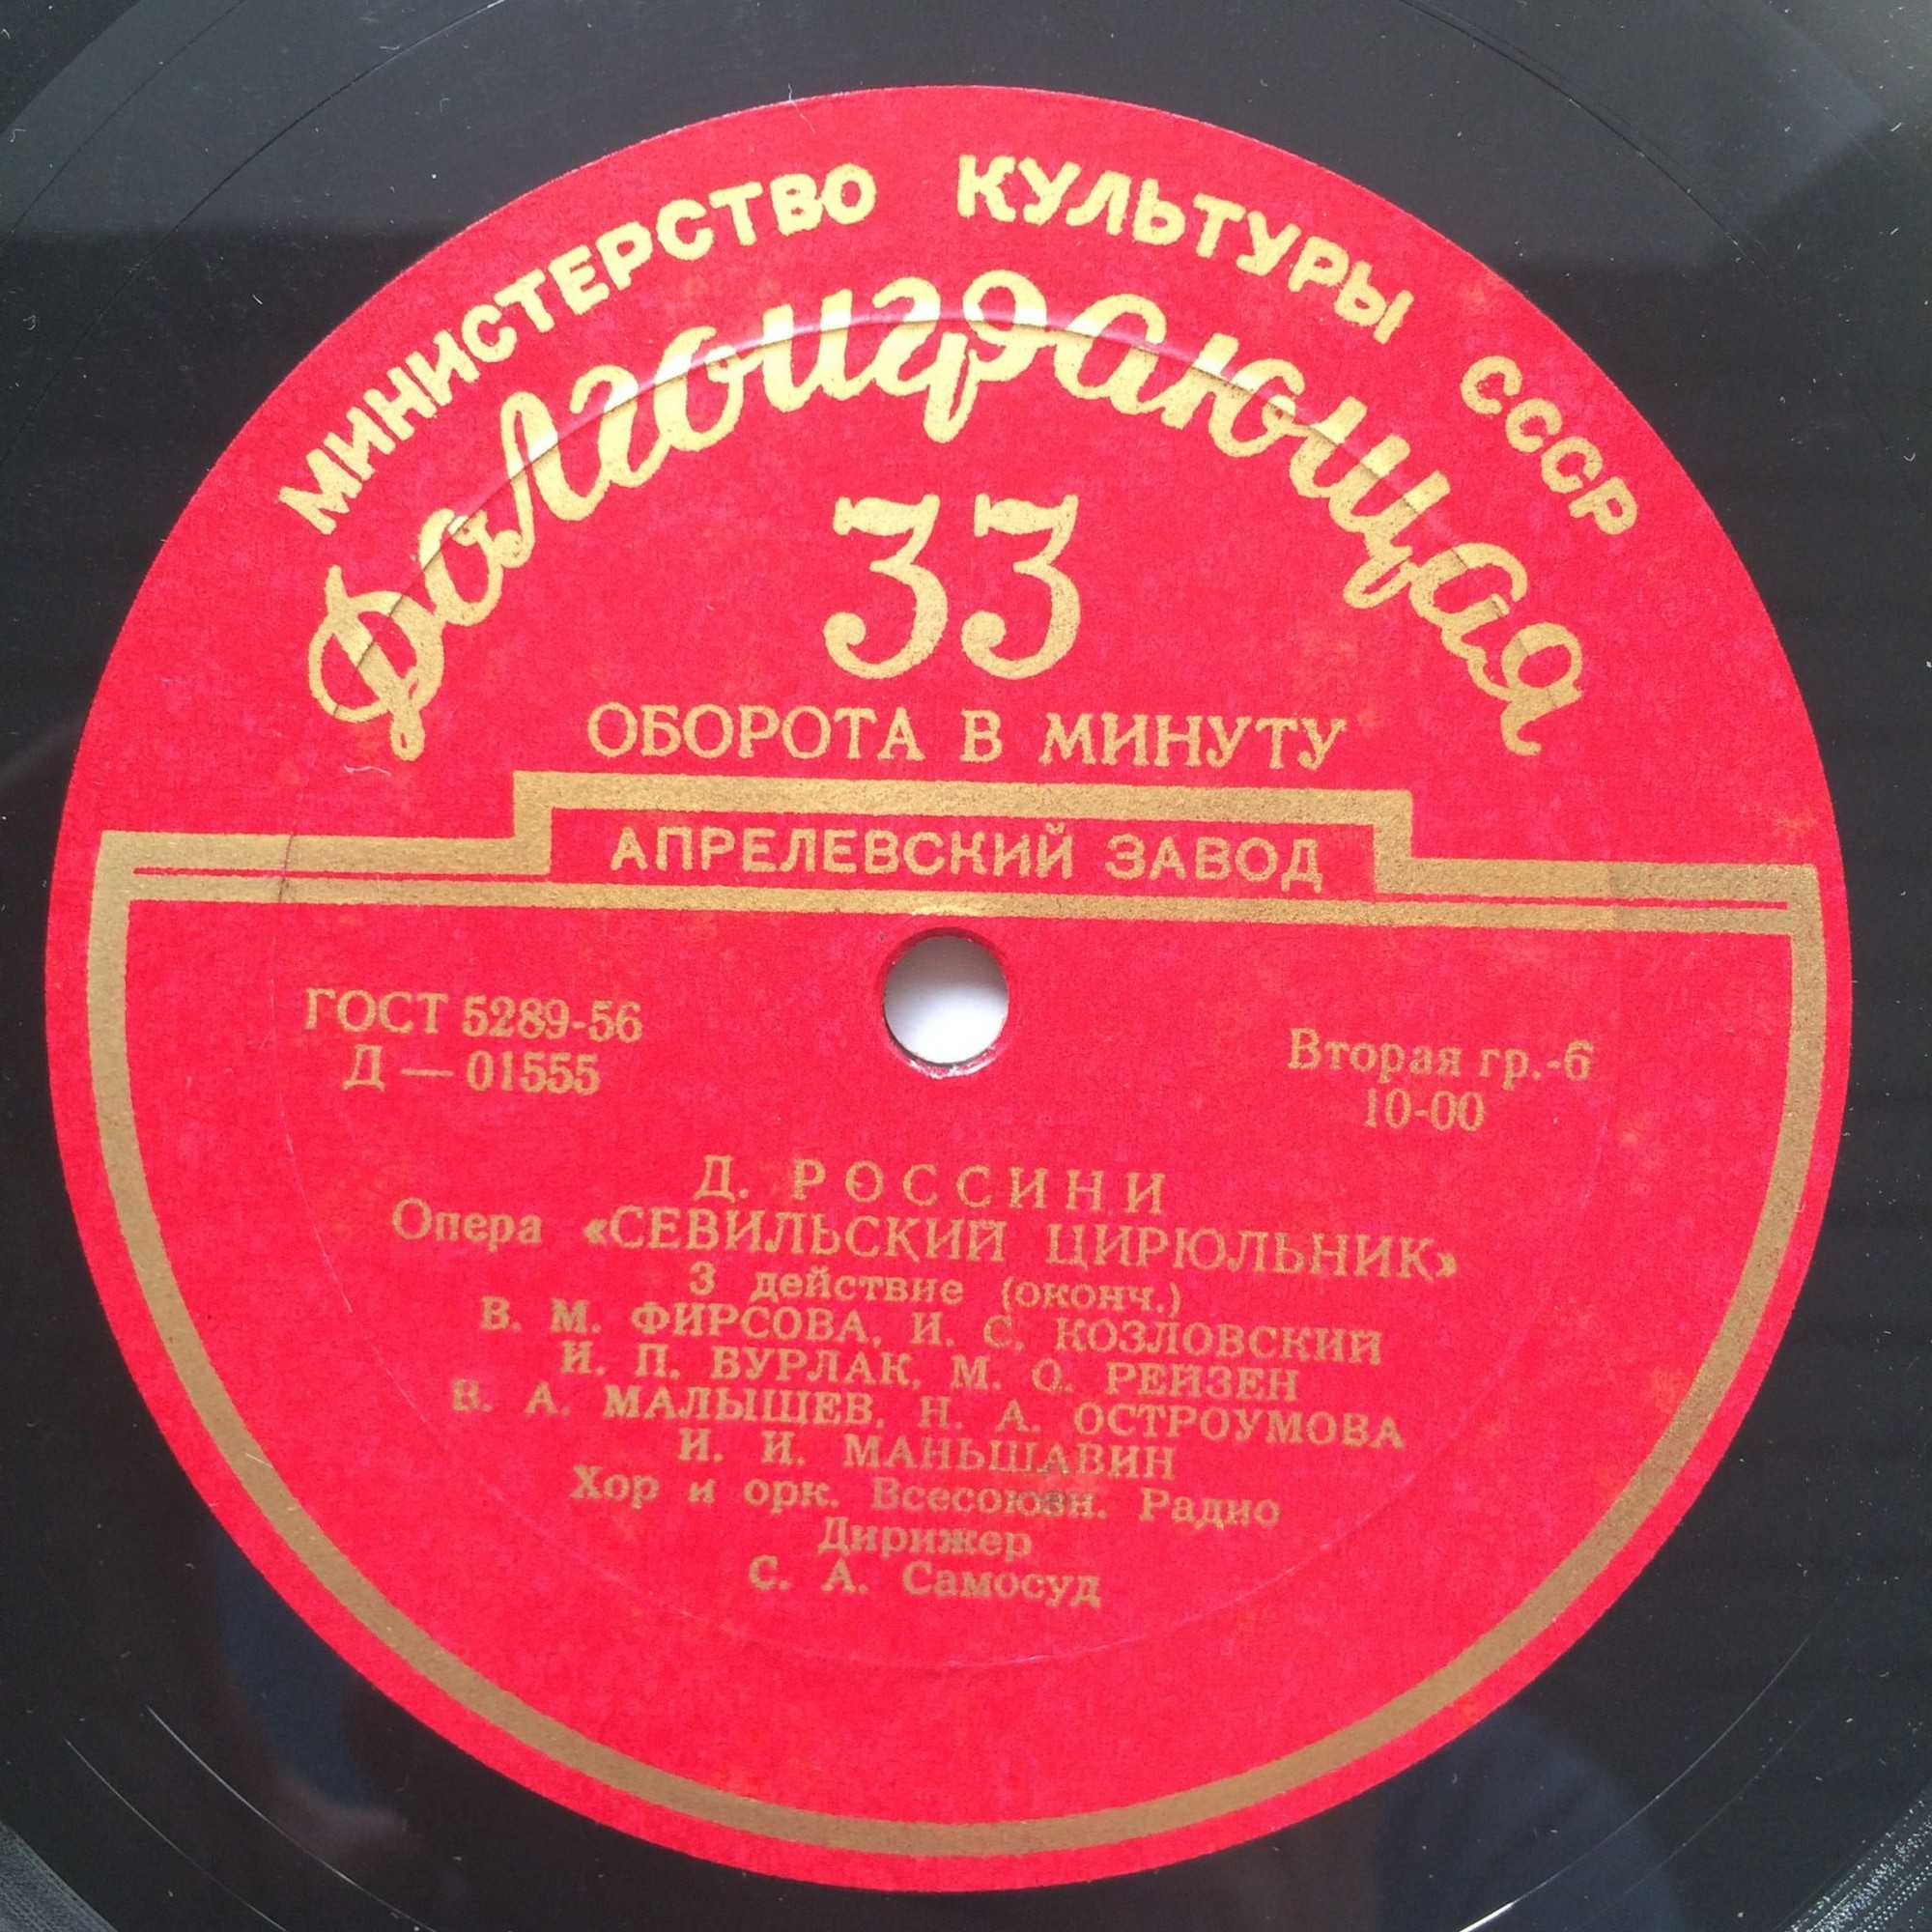 МИНИСТЕРСТВО КУЛЬТУРЫ СССР
Долгоиграющая
33
ОБОРОТА В МИНУТУ
АПРЕЛЕВСКИЙ ЗАВОД
ГОСТ 5289-56
Д — 01555
Вторая гр.-6
10-00
Д. РОССИНИ
Опера «СЕВИЛЬСКИЙ ЦИРЮЛЬНИК»
3 действие (оконч.)
В. М. ФИРСОВА, И. С. КОЗЛОВСКИЙ
И. П. БУРЛАК, М. О. РЕЙЗЕН
В. А. МАЛЫШЕВ, Н. А. ОСТРОУМОВА
И. И. МАНЬШАВИН
Хор и орк. Всесоюзн. Радио
Дирижер
С. А. Самосуд